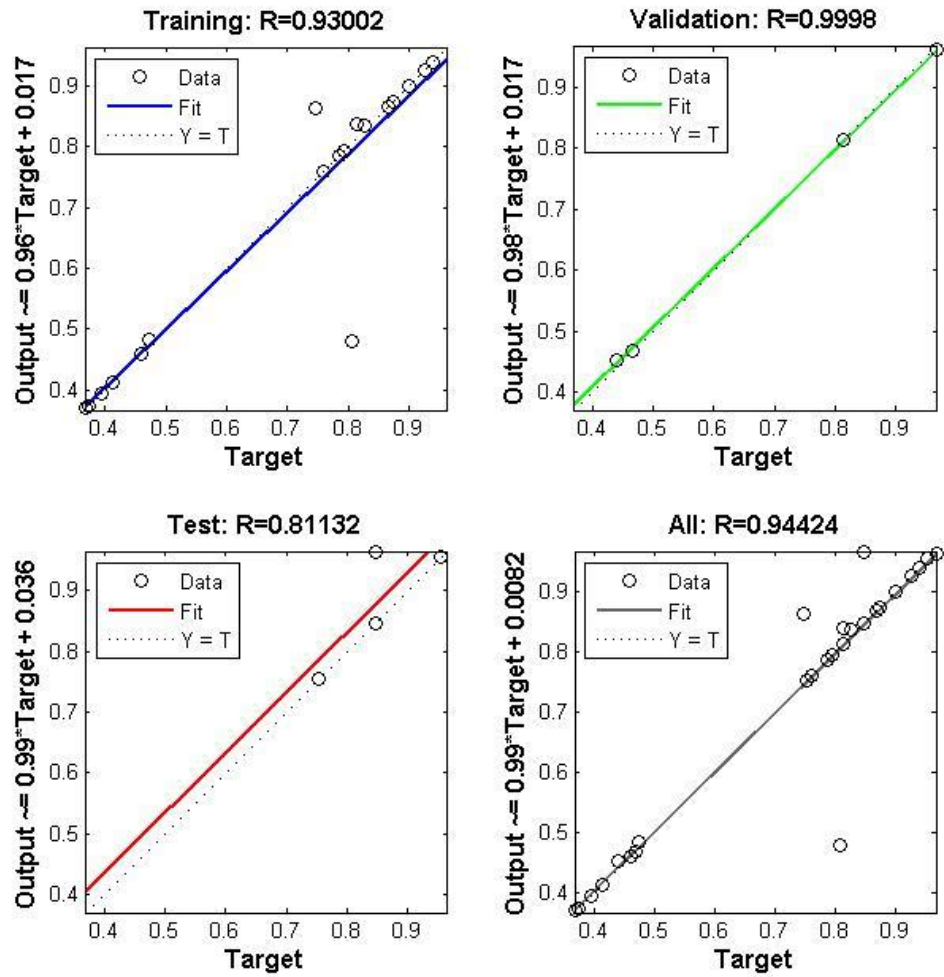 Training: R=0.93002
Output ~= 0.96*Target + 0.017
Data
Fit
Y = T
0.9
0.8
0.7
0.6
0.5
0.4
0.4 0.5 0.6 0.7 0.8 0.9
Target
Validation: R=0.9998
Output ~= 0.98*Target + 0.017
Data
Fit
Y = T
0.9
0.8
0.7
0.6
0.5
0.4
0.4 0.5 0.6 0.7 0.8 0.9
Target
Test: R=0.81132
Output ~= 0.99*Target + 0.036
Data
Fit
Y = T
0.9
0.8
0.7
0.6
0.5
0.4
0.4 0.5 0.6 0.7 0.8 0.9
Target
All: R=0.94424
Output ~= 0.99*Target + 0.0082
Data
Fit
Y = T
0.9
0.8
0.7
0.6
0.5
0.4
0.4 0.5 0.6 0.7 0.8 0.9
Target